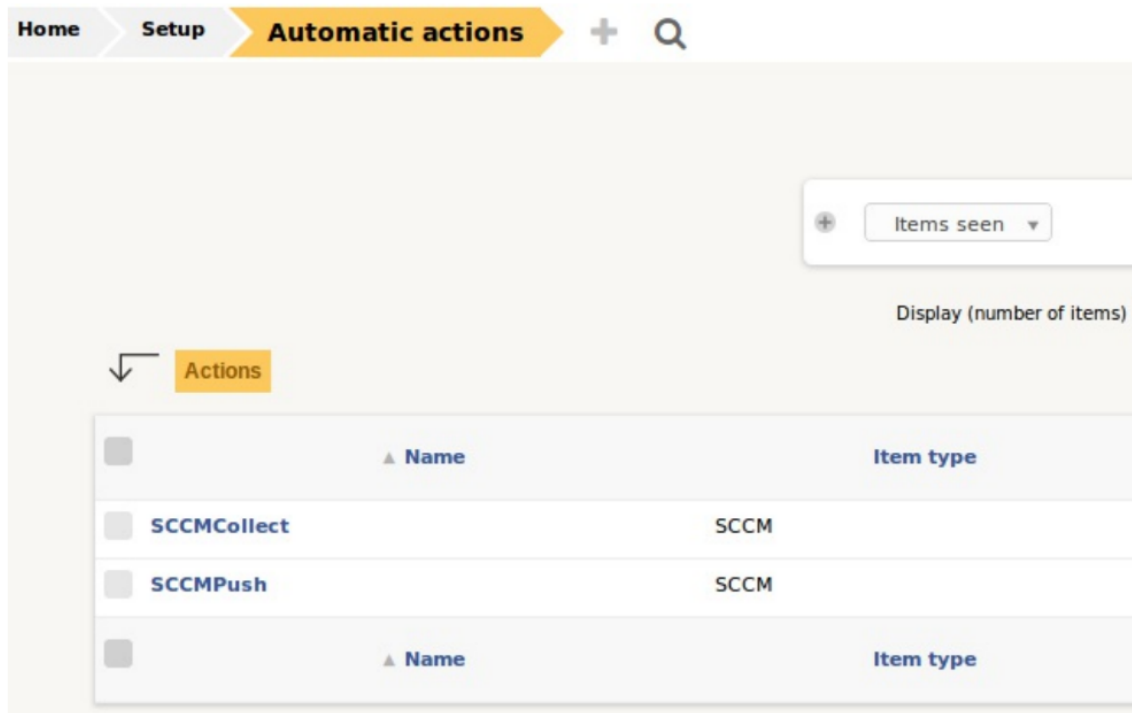 Home Setup Automatic actions
Items seen
Display (number of items)
Actions
Name Item type
SCCMCollect SCCM
SCCMPush SCCM
Name Item type